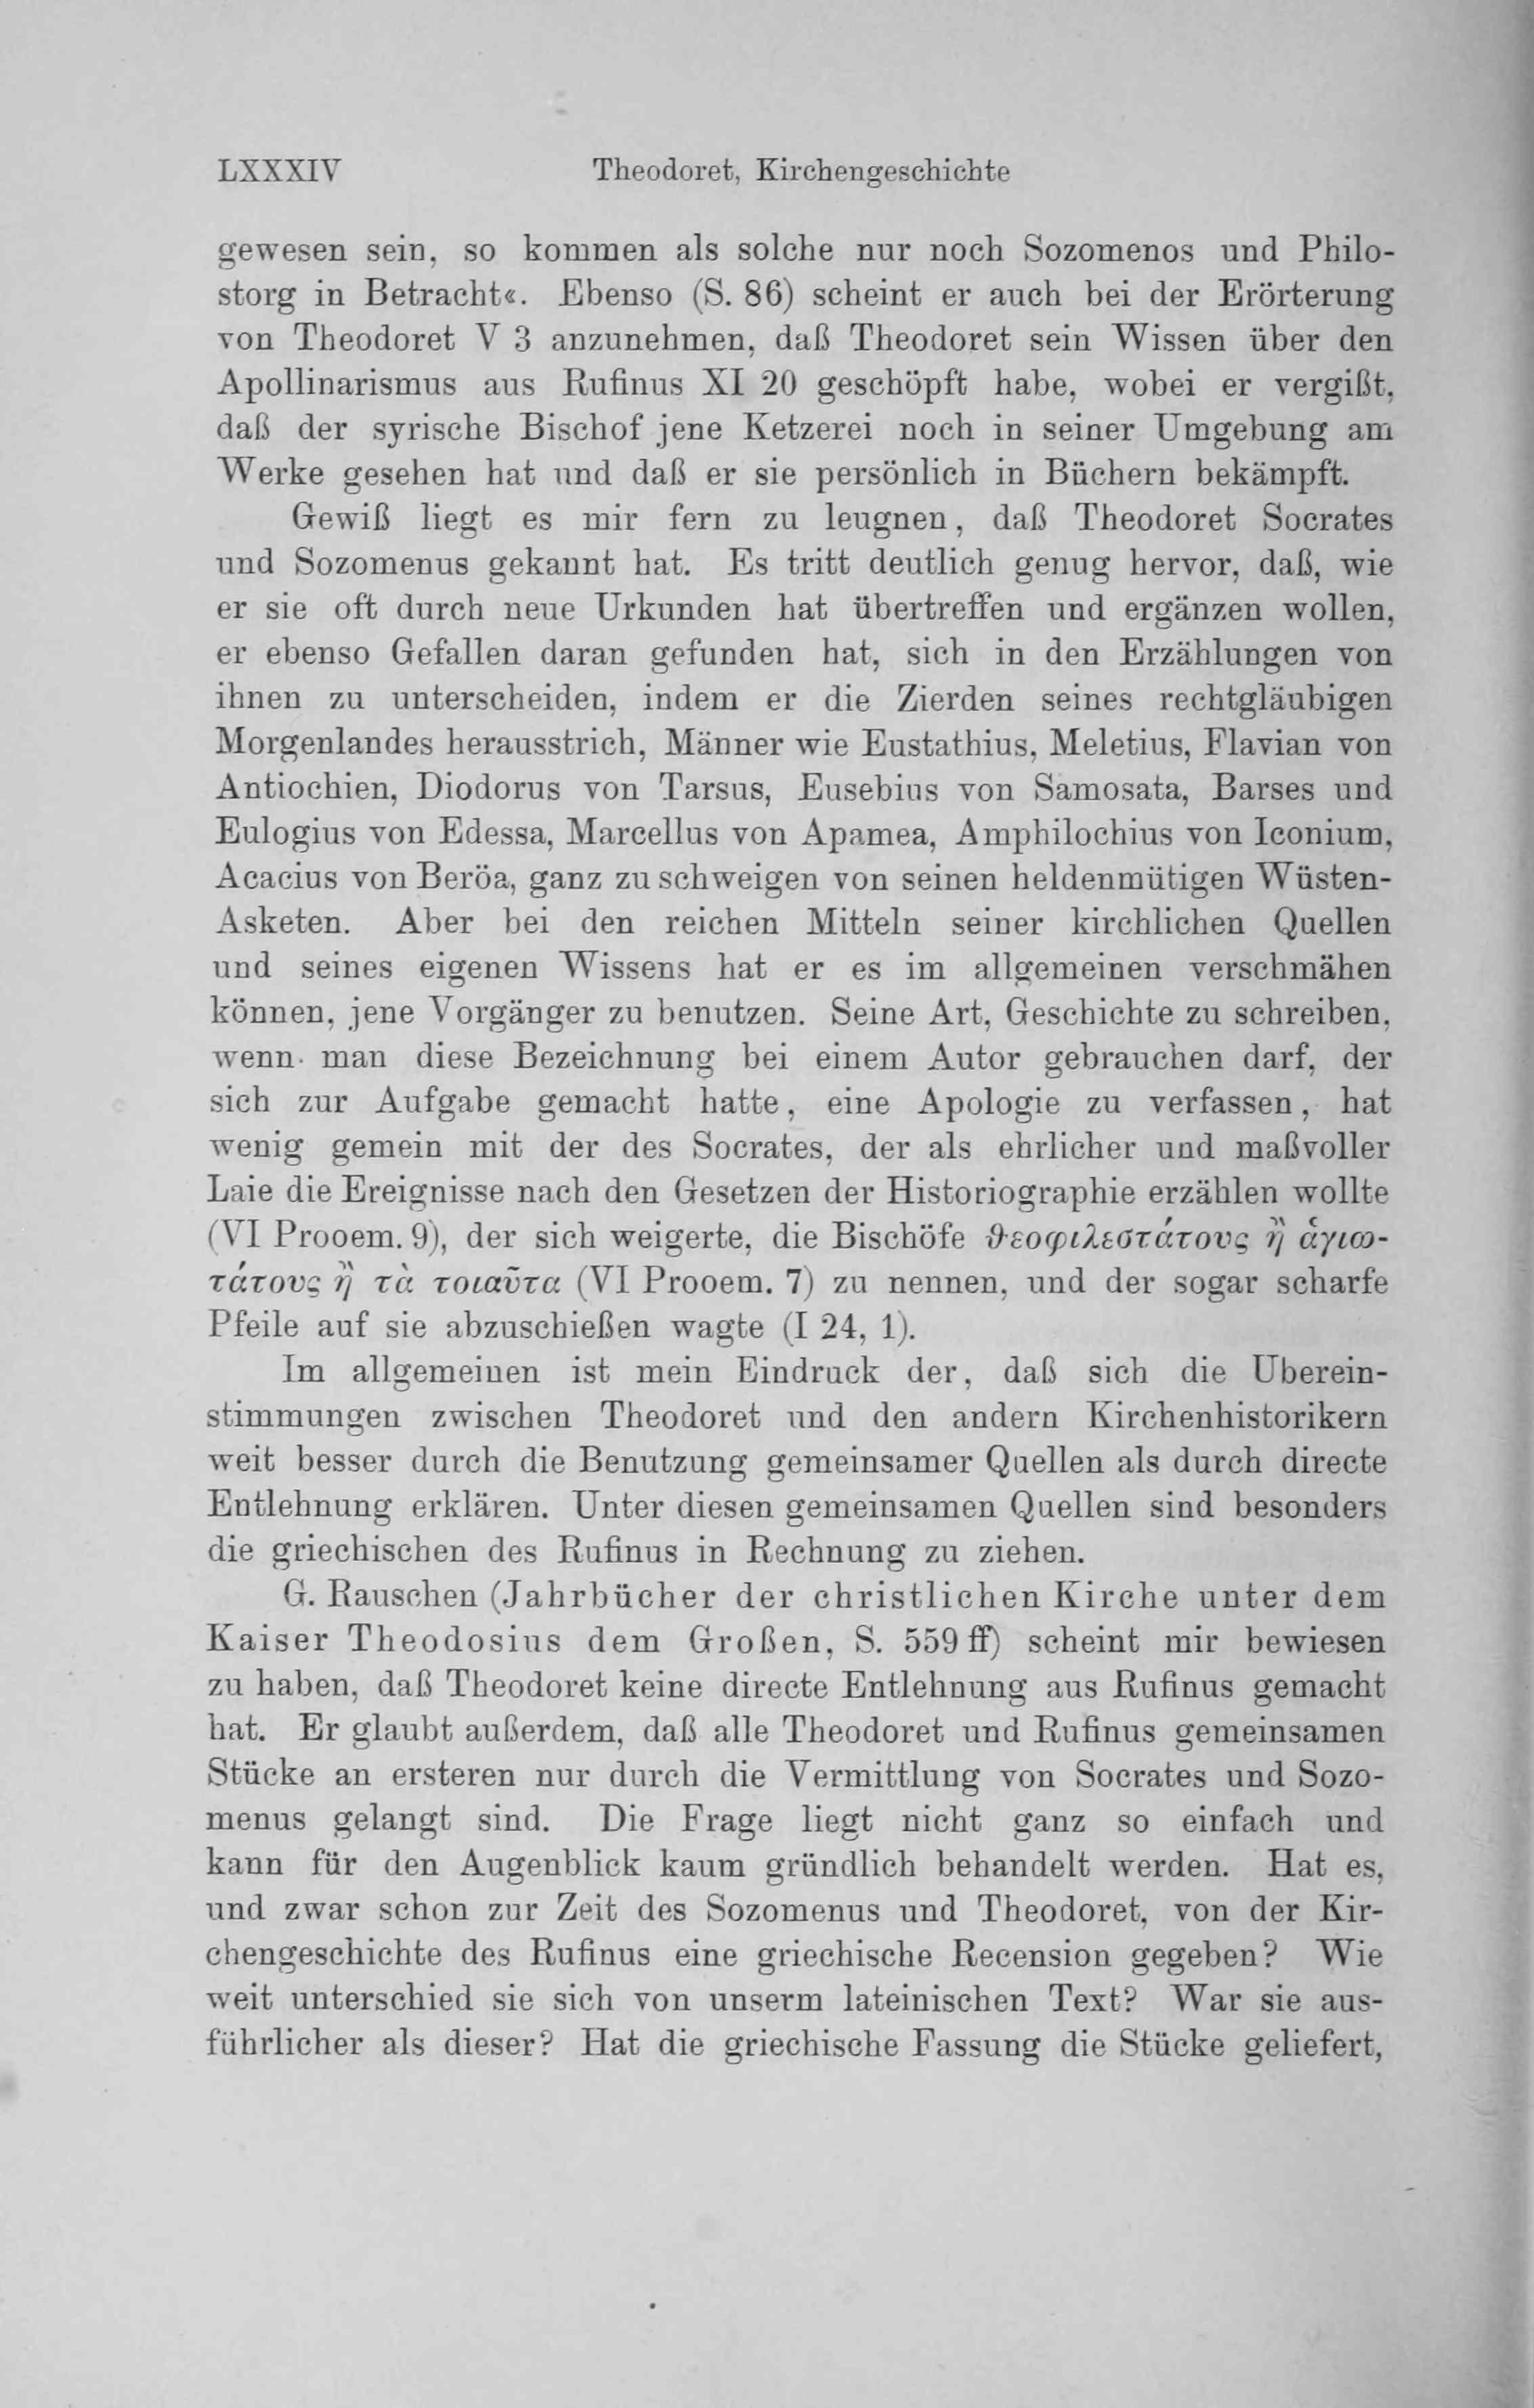 LXXXIV Theodoret, Kirchengeschichte
gewesen sein, so kommen als solche nur noch Sozomenos und Philo-
storg in Betracht«. Ebenso (S. 86) scheint er auch bei der Erörterung
von Theodoret V 3 anzunehmen, daß Theodoret sein Wissen über den
Apollinarismus aus Rufinus XI 20 geschöpft habe, wobei er vergißt,
daß der syrische Bischof jene Ketzerei noch in seiner Umgebung am
Werke gesehen hat und daß er sie persönlich in Büchern bekämpft.
Gewiß liegt es mir fern zu leugnen, daß Theodoret Socrates
und Sozomenus gekannt hat. Es tritt deutlich genug hervor, daß, wie
er sie oft durch neue Urkunden hat übertreffen und ergänzen wollen,
er ebenso Gefallen daran gefunden hat, sich in den Erzählungen von
ihnen zu unterscheiden, indem er die Zierden seines rechtgläubigen
Morgenlandes herausstrich, Männer wie Eustathius, Meletius, Flavian von
Antiochien, Diodorus von Tarsus, Eusebius von Samosata, Barses und
Eulogius von Edessa, Marcellus von Apamea, Amphilochius von Iconium,
Acacius von Beröa, ganz zu schweigen von seinen heldenmütigen Wüsten-
Asketen. Aber bei den reichen Mitteln seiner kirchlichen Quellen
und seines eigenen Wissens hat er es im allgemeinen verschmähen
können, jene Vorgänger zu benutzen. Seine Art, Geschichte zu schreiben,
wenn man diese Bezeichnung bei einem Autor gebrauchen darf, der
sich zur Aufgabe gemacht hatte, eine Apologie zu verfassen, hat
wenig gemein mit der des Socrates, der als ehrlicher und maßvoller
Laie die Ereignisse nach den Gesetzen der Historiographie erzählen wollte
(VI Prooem. 9), der sich weigerte, die Bischöfe ϑεοφιλεστάτους ἢ ἁγιω-
τάτους ἢ τὰ τοιαῦτα (VI Prooem. 7) zu nennen, und der sogar scharfe
Pfeile auf sie abzuschießen wagte (I 24, 1).
Im allgemeinen ist mein Eindruck der, daß sich die Uberein-
stimmungen zwischen Theodoret und den andern Kirchenhistorikern
weit besser durch die Benutzung gemeinsamer Quellen als durch directe
Entlehnung erklären. Unter diesen gemeinsamen Quellen sind besonders
die griechischen des Rufinus in Rechnung zu ziehen.
G. Rauschen (Jahrbücher der christlichen Kirche unter dem
Kaiser Theodosius dem Großen, S. 559 ff) scheint mir bewiesen
zu haben, daß Theodoret keine directe Entlehnung aus Rufinus gemacht
hat. Er glaubt außerdem, daß alle Theodoret und Rufinus gemeinsamen
Stücke an ersteren nur durch die Vermittlung von Socrates und Sozo-
menus gelangt sind. Die Frage liegt nicht ganz so einfach und
kann für den Augenblick kaum gründlich behandelt werden. Hat es,
und zwar schon zur Zeit des Sozomenus und Theodoret, von der Kir-
chengeschichte des Rufinus eine griechische Recension gegeben? Wie
weit unterschied sie sich von unserm lateinischen Text? War sie aus-
führlicher als dieser? Hat die griechische Fassung die Stücke geliefert,